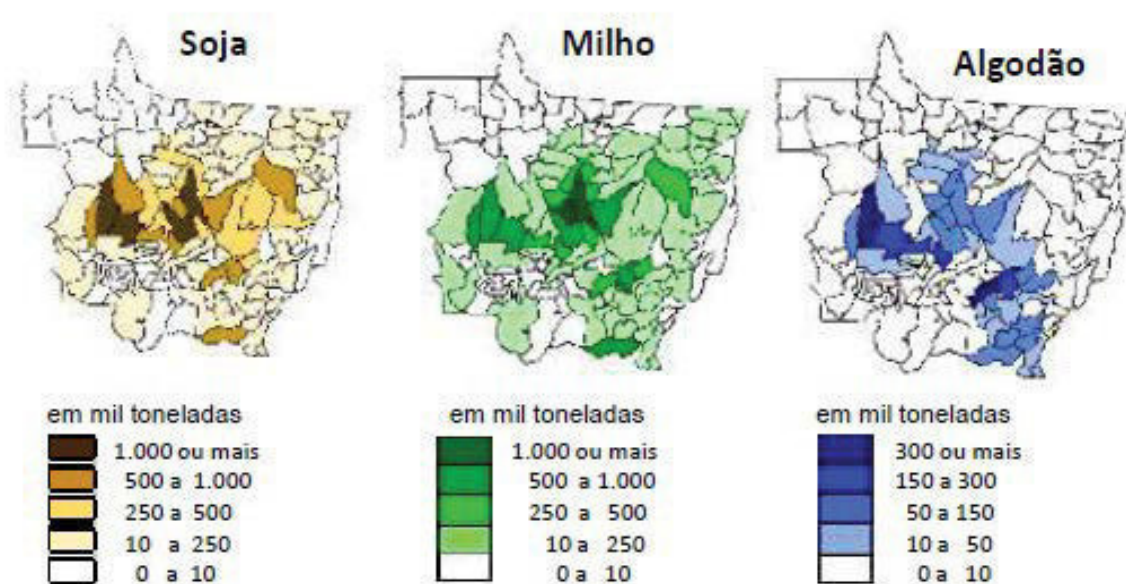 Soja
Milho
Algodão
em mil toneladas
1.000 ou mais
500 a 1.000
250 a 500
10 a 250
0 a 10
em mil toneladas
1.000 ou mais
500 a 1.000
250 a 500
10 a 250
0 a 10
em mil toneladas
300 ou mais
150 a 300
50 a 150
10 a 50
0 a 10